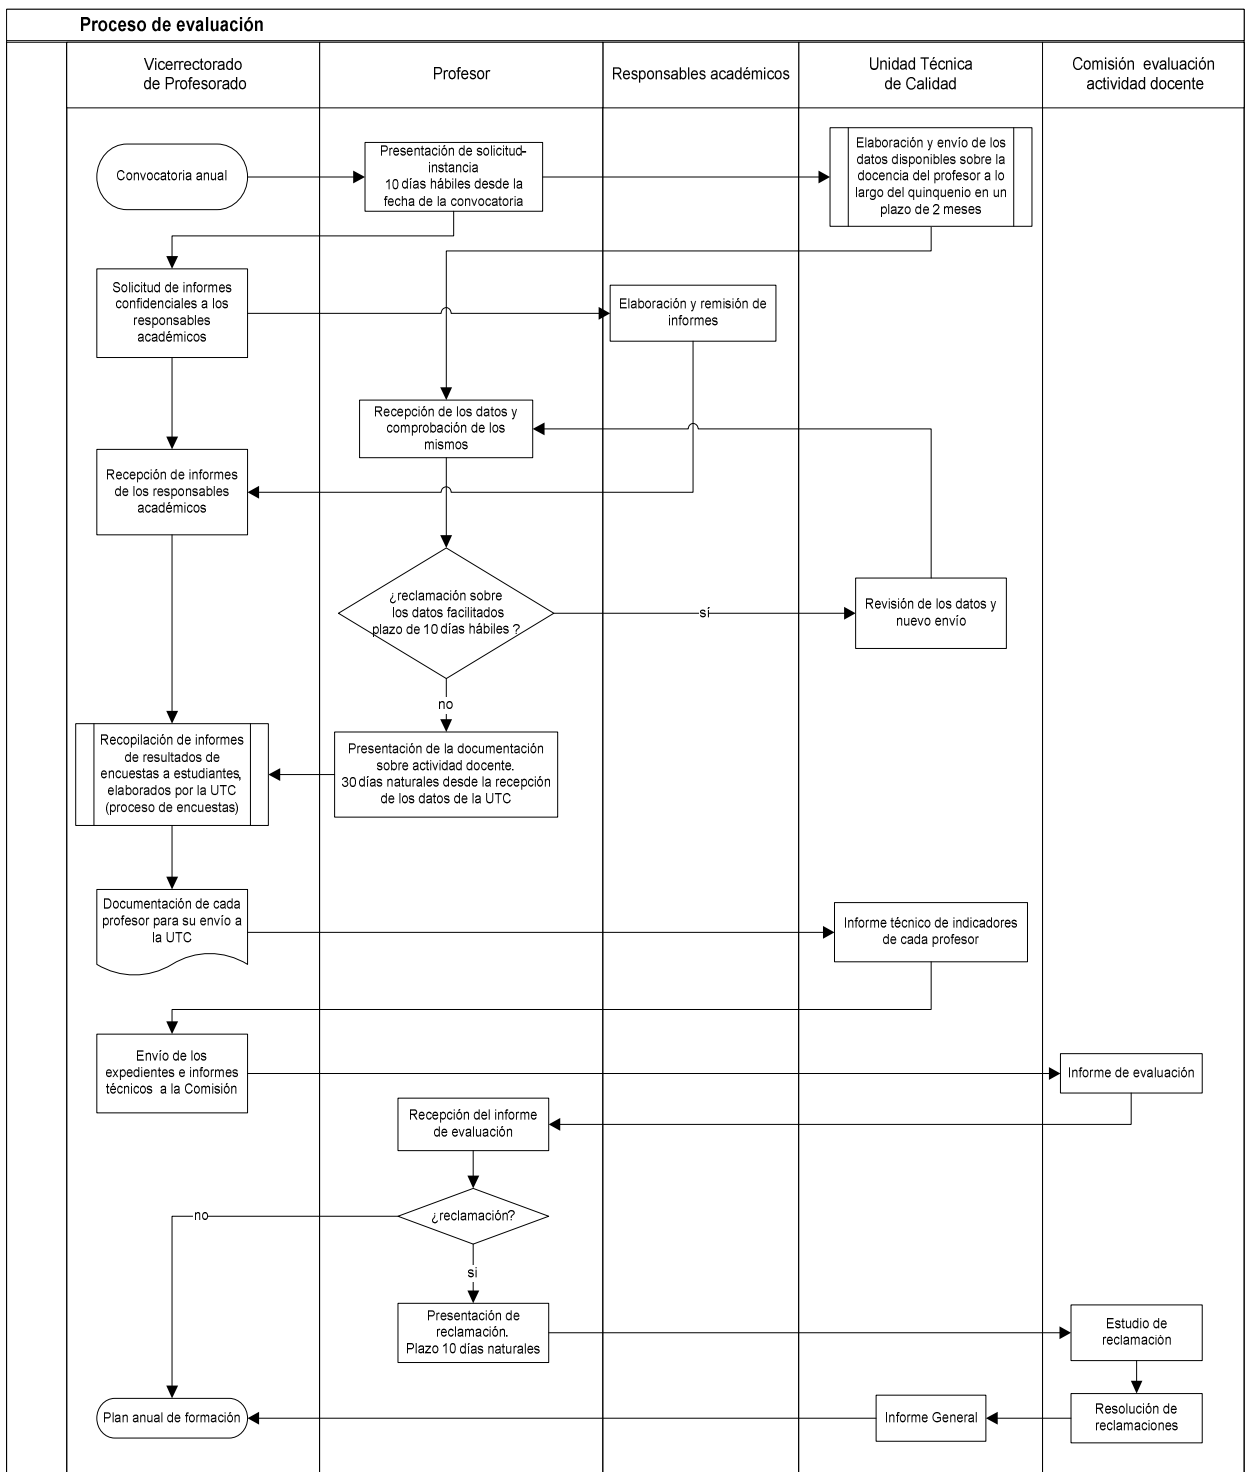 Proceso de evaluación
Vicerrectorado
de Profesorado
Profesor
Responsables académicos
Unidad Técnica
de Calidad
Comisión evaluación
actividad docente
Convocatoria anual
Presentación de solicitud-
instancia
10 días hábiles desde la
fecha de la convocatoria
Elaboración y envío de los
datos disponibles sobre la
docencia del profesor a lo
largo del quinquenio en un
plazo de 2 meses
Solicitud de informes
confidenciales a los
responsables
académicos
Elaboración y remisión de
informes
Recepción de los datos y
comprobación de los
mismos
Recepción de informes
de los responsables
académicos
¿reclamación sobre
los datos facilitados
plazo de 10 días hábiles ?
sí
Revisión de los datos y
nuevo envío
no
Recopilación de informes
de resultados de
encuestas a estudiantes,
elaborados por la UTC
(proceso de encuestas)
Presentación de la documentación
sobre actividad docente.
30 días naturales desde la recepción
de los datos de la UTC
Documentación de cada
profesor para su envío a
la UTC
Informe técnico de indicadores
de cada profesor
Envío de los
expedientes e informes
técnicos a la Comisión
Informe de evaluación
Recepción del informe
de evaluación
¿reclamación?
no
si
Presentación de
reclamación.
Plazo 10 días naturales
Estudio de
reclamación
Plan anual de formación
Informe General
Resolución de
reclamaciones